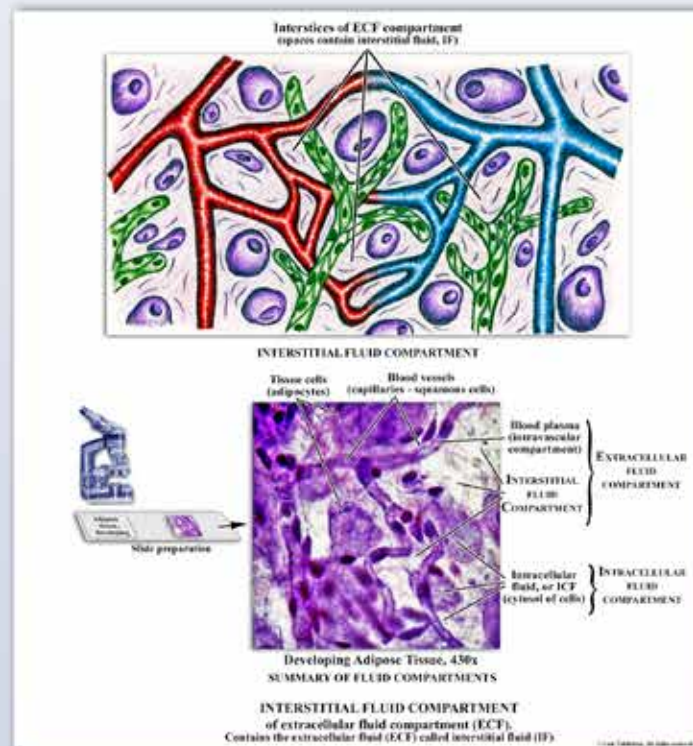 Interstices of ECF compartment
(spaces contain interstitial fluid, IF)
INTERSTITIAL FLUID COMPARTMENT
Tissue cells
(adipocytes)
Blood vessels
(capillaries - squamous cells)
Blood plasma
(intravascular
compartment)
EXTRACELLULAR
FLUID
COMPARTMENT
INTERSTITIAL
FLUID
COMPARTMENT
Adipose
Tissue,
Developing
Slide preparation
Intracellular
fluid, or ICF
(cytosol of cells)
INTRACELLULAR
FLUID
COMPARTMENT
Developing Adipose Tissue, 430x
SUMMARY OF FLUID COMPARTMENTS
INTERSTITIAL FLUID COMPARTMENT
of extracellular fluid compartment (ECF).
Contains the extracellular fluid (ECF) called interstitial fluid (IF)